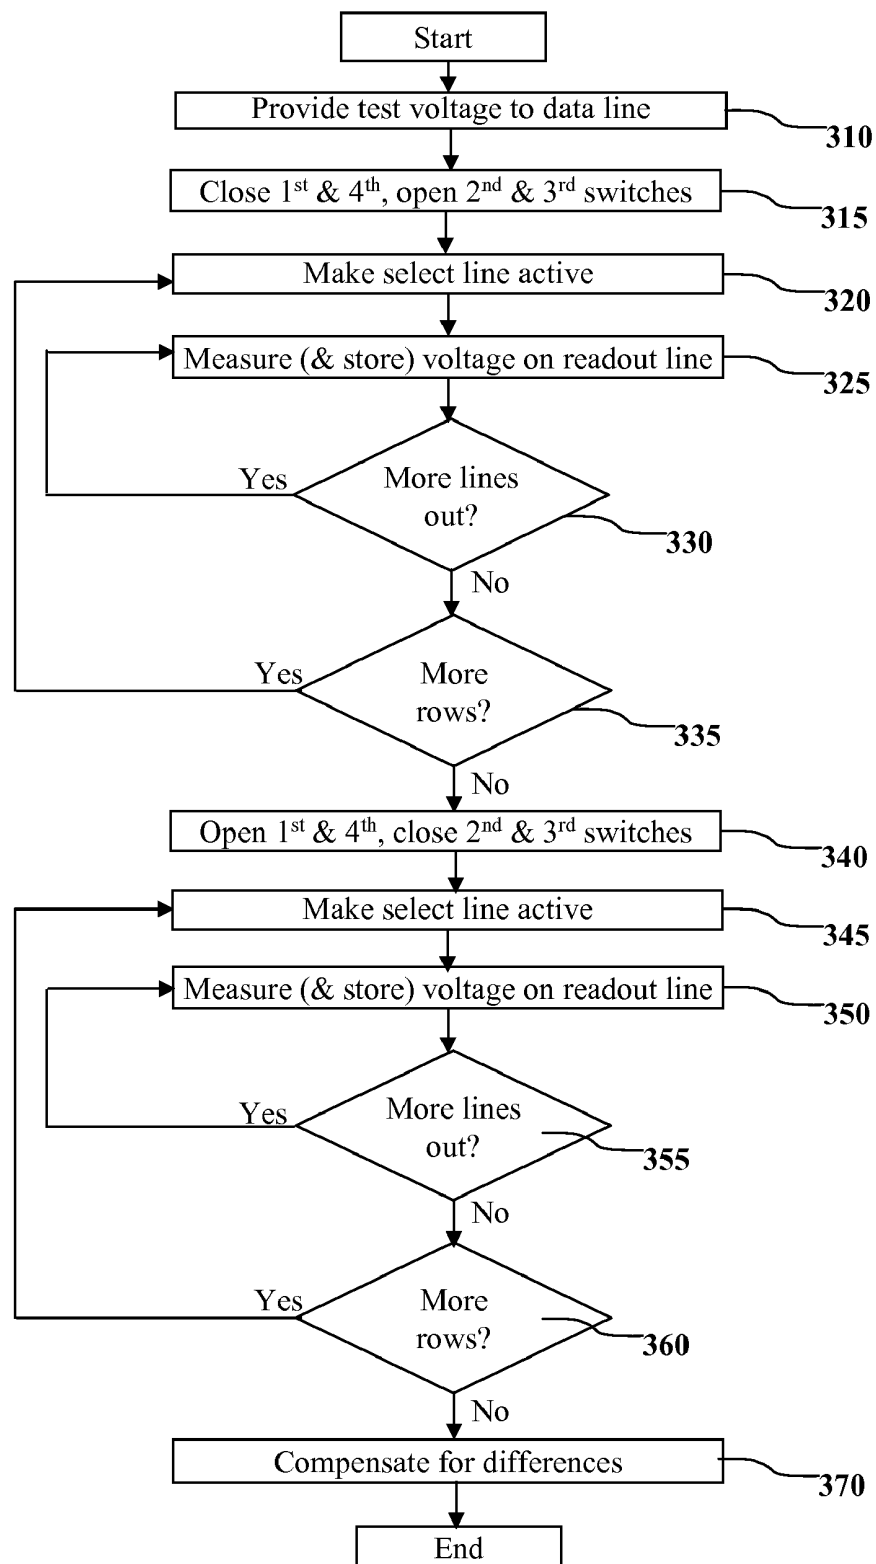 Start
Provide test voltage to data line
310
Close 1st & 4th, open 2nd & 3rd switches
315
Make select line active
320
Measure (& store) voltage on readout line
325
Yes
More lines
out?
330
No
Yes
More
rows?
335
No
Open 1st & 4th, close 2nd & 3rd switches
340
Make select line active
345
Measure (& store) voltage on readout line
350
Yes
More lines
out?
355
No
Yes
More
rows?
360
No
Compensate for differences
370
End